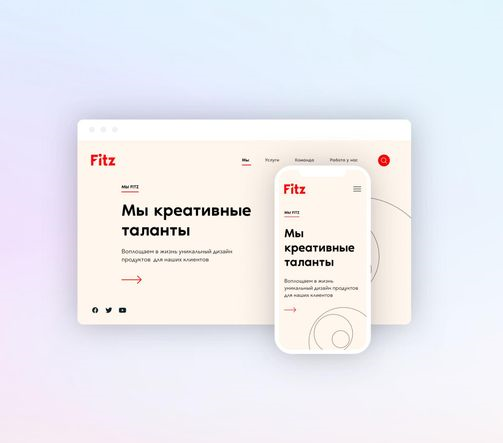 Fitz
Мы Услуги Команда Работа у нас
МЫ FITZ
Мы креативные
таланты
Воплощаем в жизнь уникальный дизайн
продуктов для наших клиентов
Fitz
МЫ FITZ
Мы
креативные
таланты
Воплощаем в жизнь
уникальный дизайн продуктов
для наших клиентов